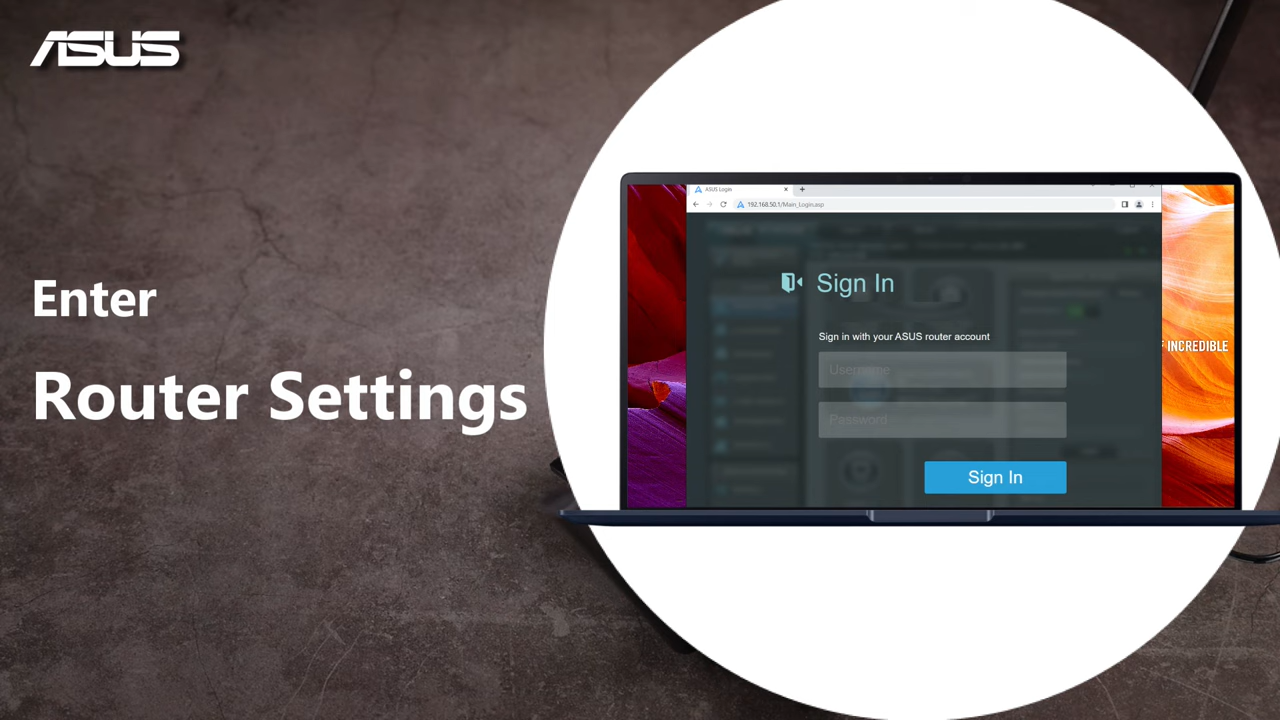 ASUS
Enter
Router Settings
ASUS Login
192.168.50.1/Main_Login.asp
Sign In
Sign in with your ASUS router account
Username
Password
Sign In
INCREDIBLE